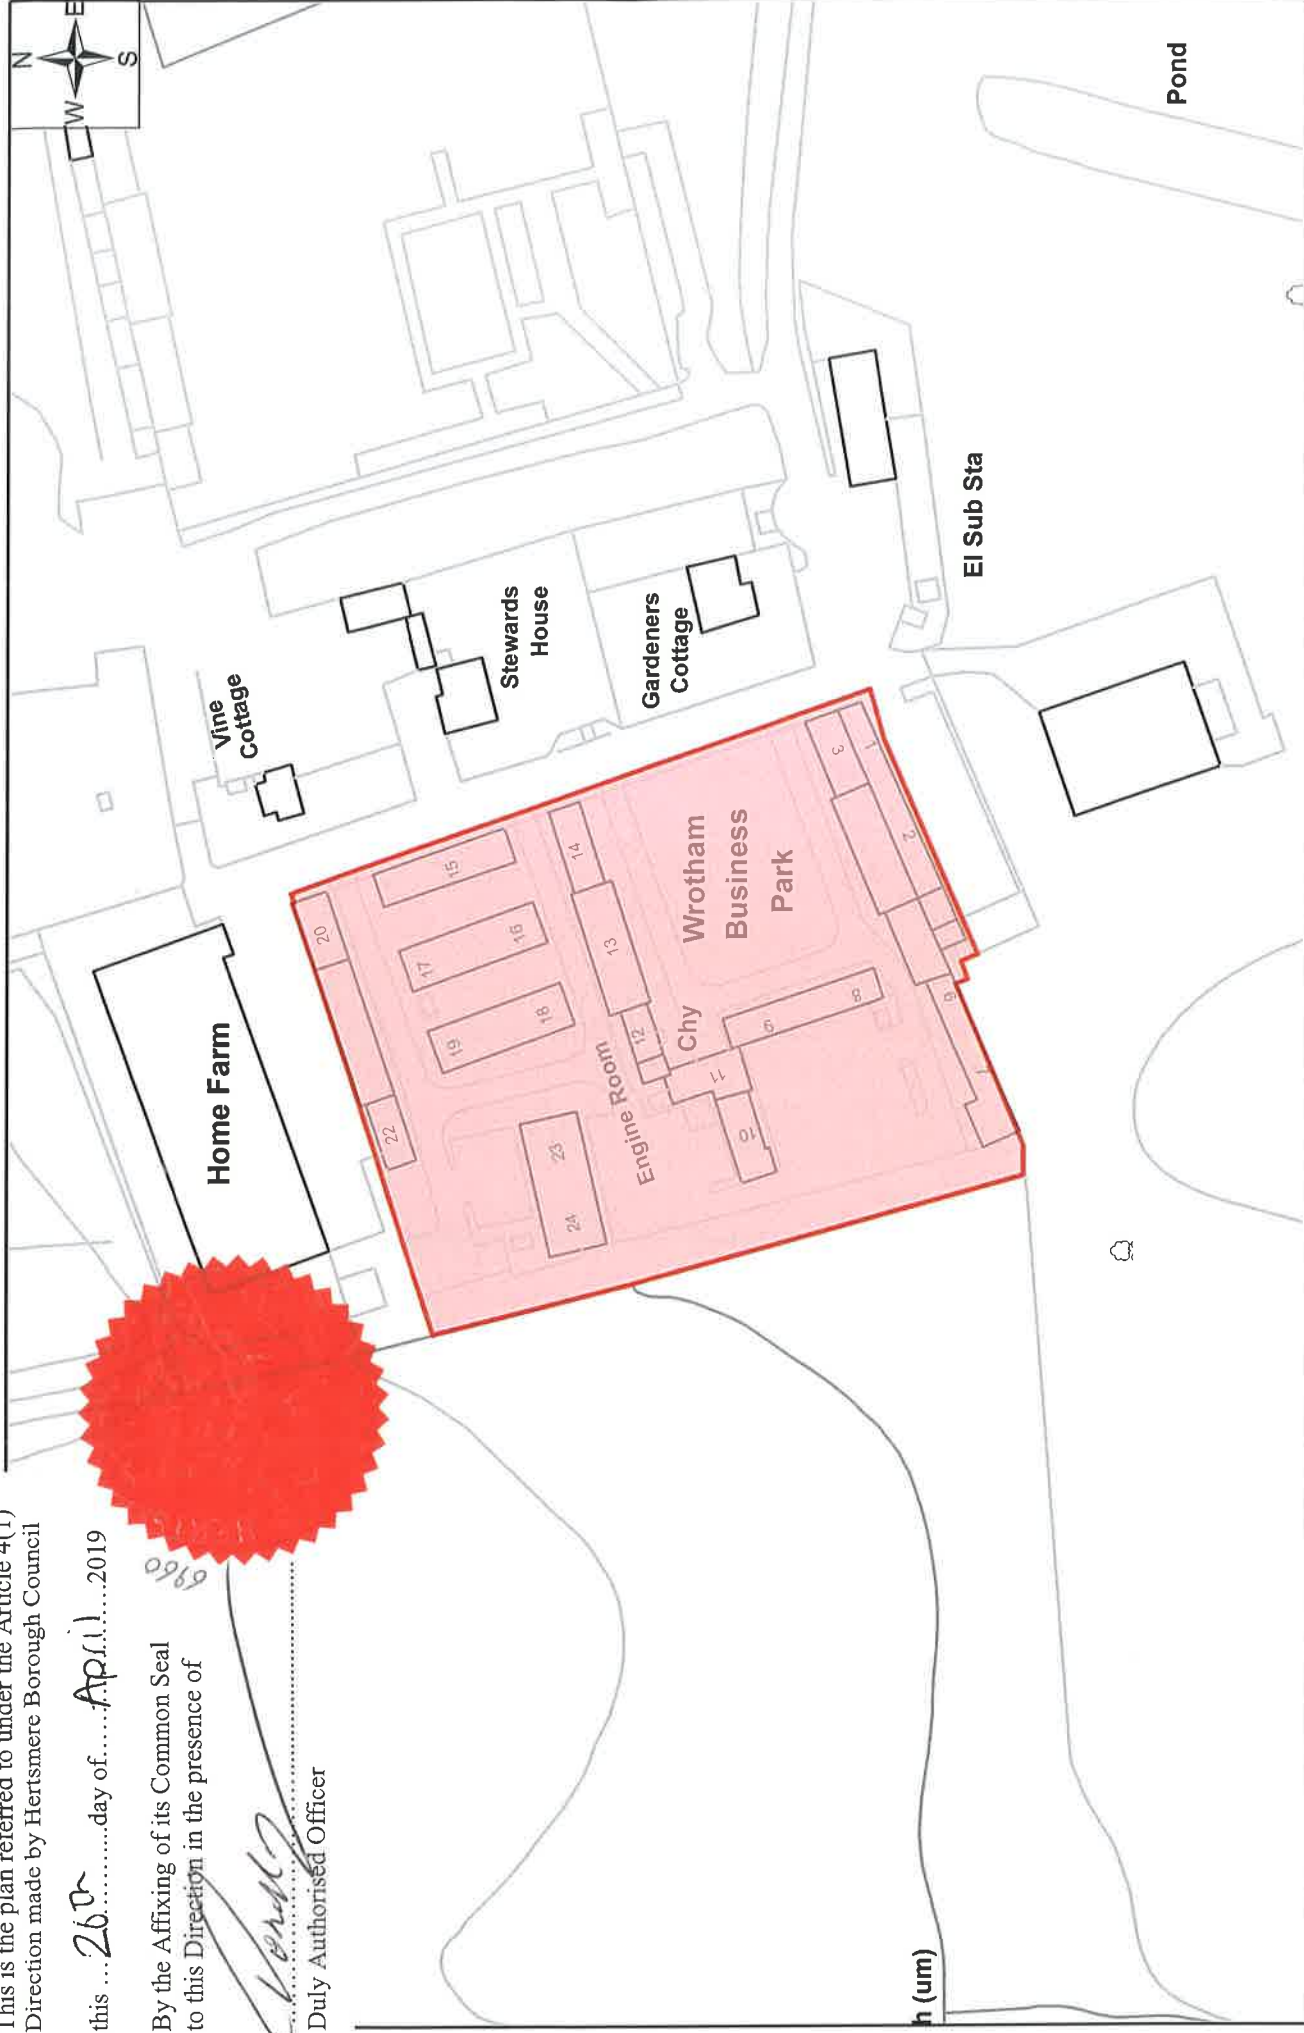 This is the plan referred to under the Article 4(1)
Direction made by Hertsmere Borough Council
this ...26th..........day of.....April.....2019
By the Affixing of its Common Seal
to this Direction in the presence of
6960
Duly Authorised Officer
N
E
S
W
Vine
Cottage
Stewards
House
Gardeners
Cottage
El Sub Sta
Pond
Home Farm
20
22
15
17
16
19
18
14
13
12
Engine Room
Chy
11
10
23
24
9
8
Wrotham
Business
Park
3
1
2
6
7
h (um)